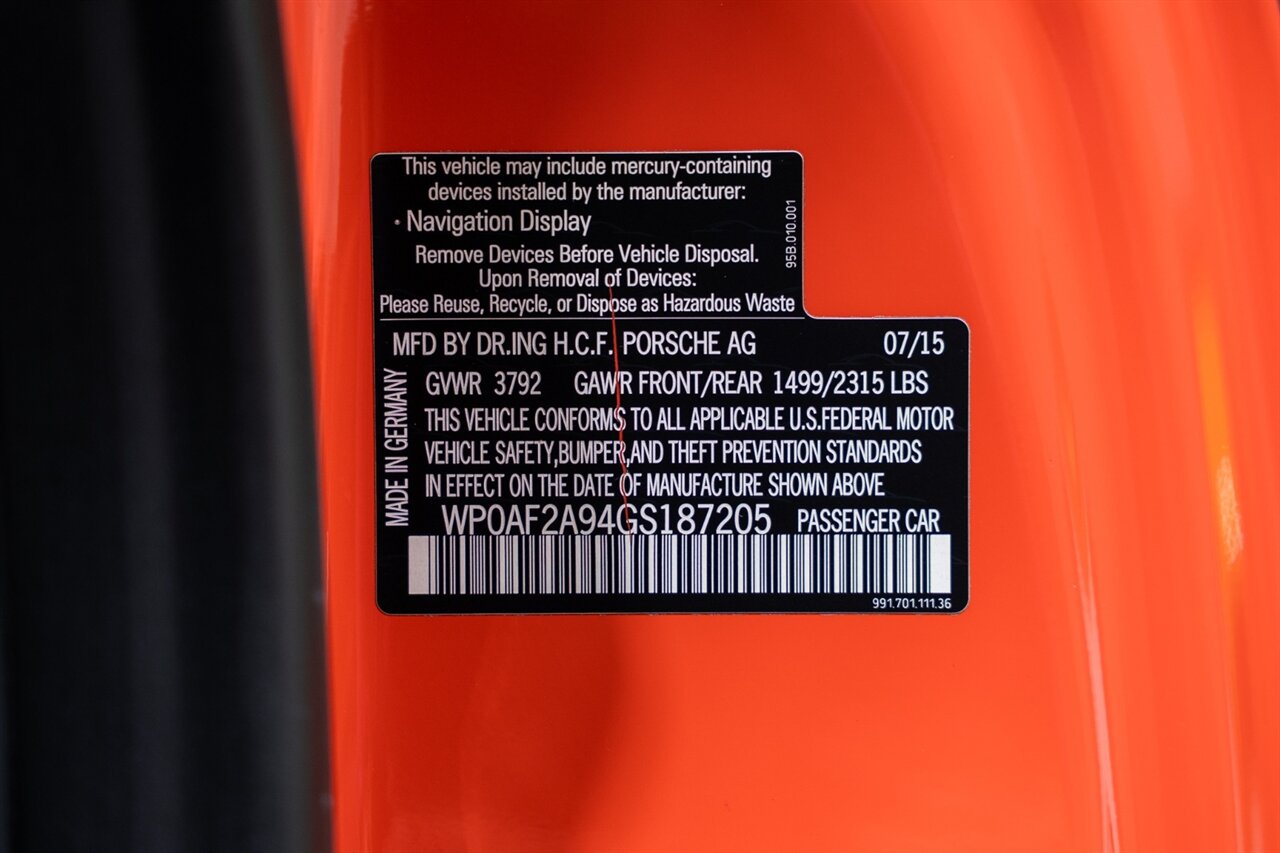 This vehicle may include mercury-containing
devices installed by the manufacturer:
· Navigation Display
Remove Devices Before Vehicle Disposal.
Upon Removal of Devices:
Please Reuse, Recycle, or Dispose as Hazardous Waste
95B.010.001
MFD BY DR.ING H.C.F. PORSCHE AG 07/15
GVWR 3792 GAWR FRONT/REAR 1499/2315 LBS
THIS VEHICLE CONFORMS TO ALL APPLICABLE U.S.FEDERAL MOTOR
VEHICLE SAFETY,BUMPER,AND THEFT PREVENTION STANDARDS
IN EFFECT ON THE DATE OF MANUFACTURE SHOWN ABOVE
MADE IN GERMANY
WP0AF2A94GS187205 PASSENGER CAR
991.701.111.36